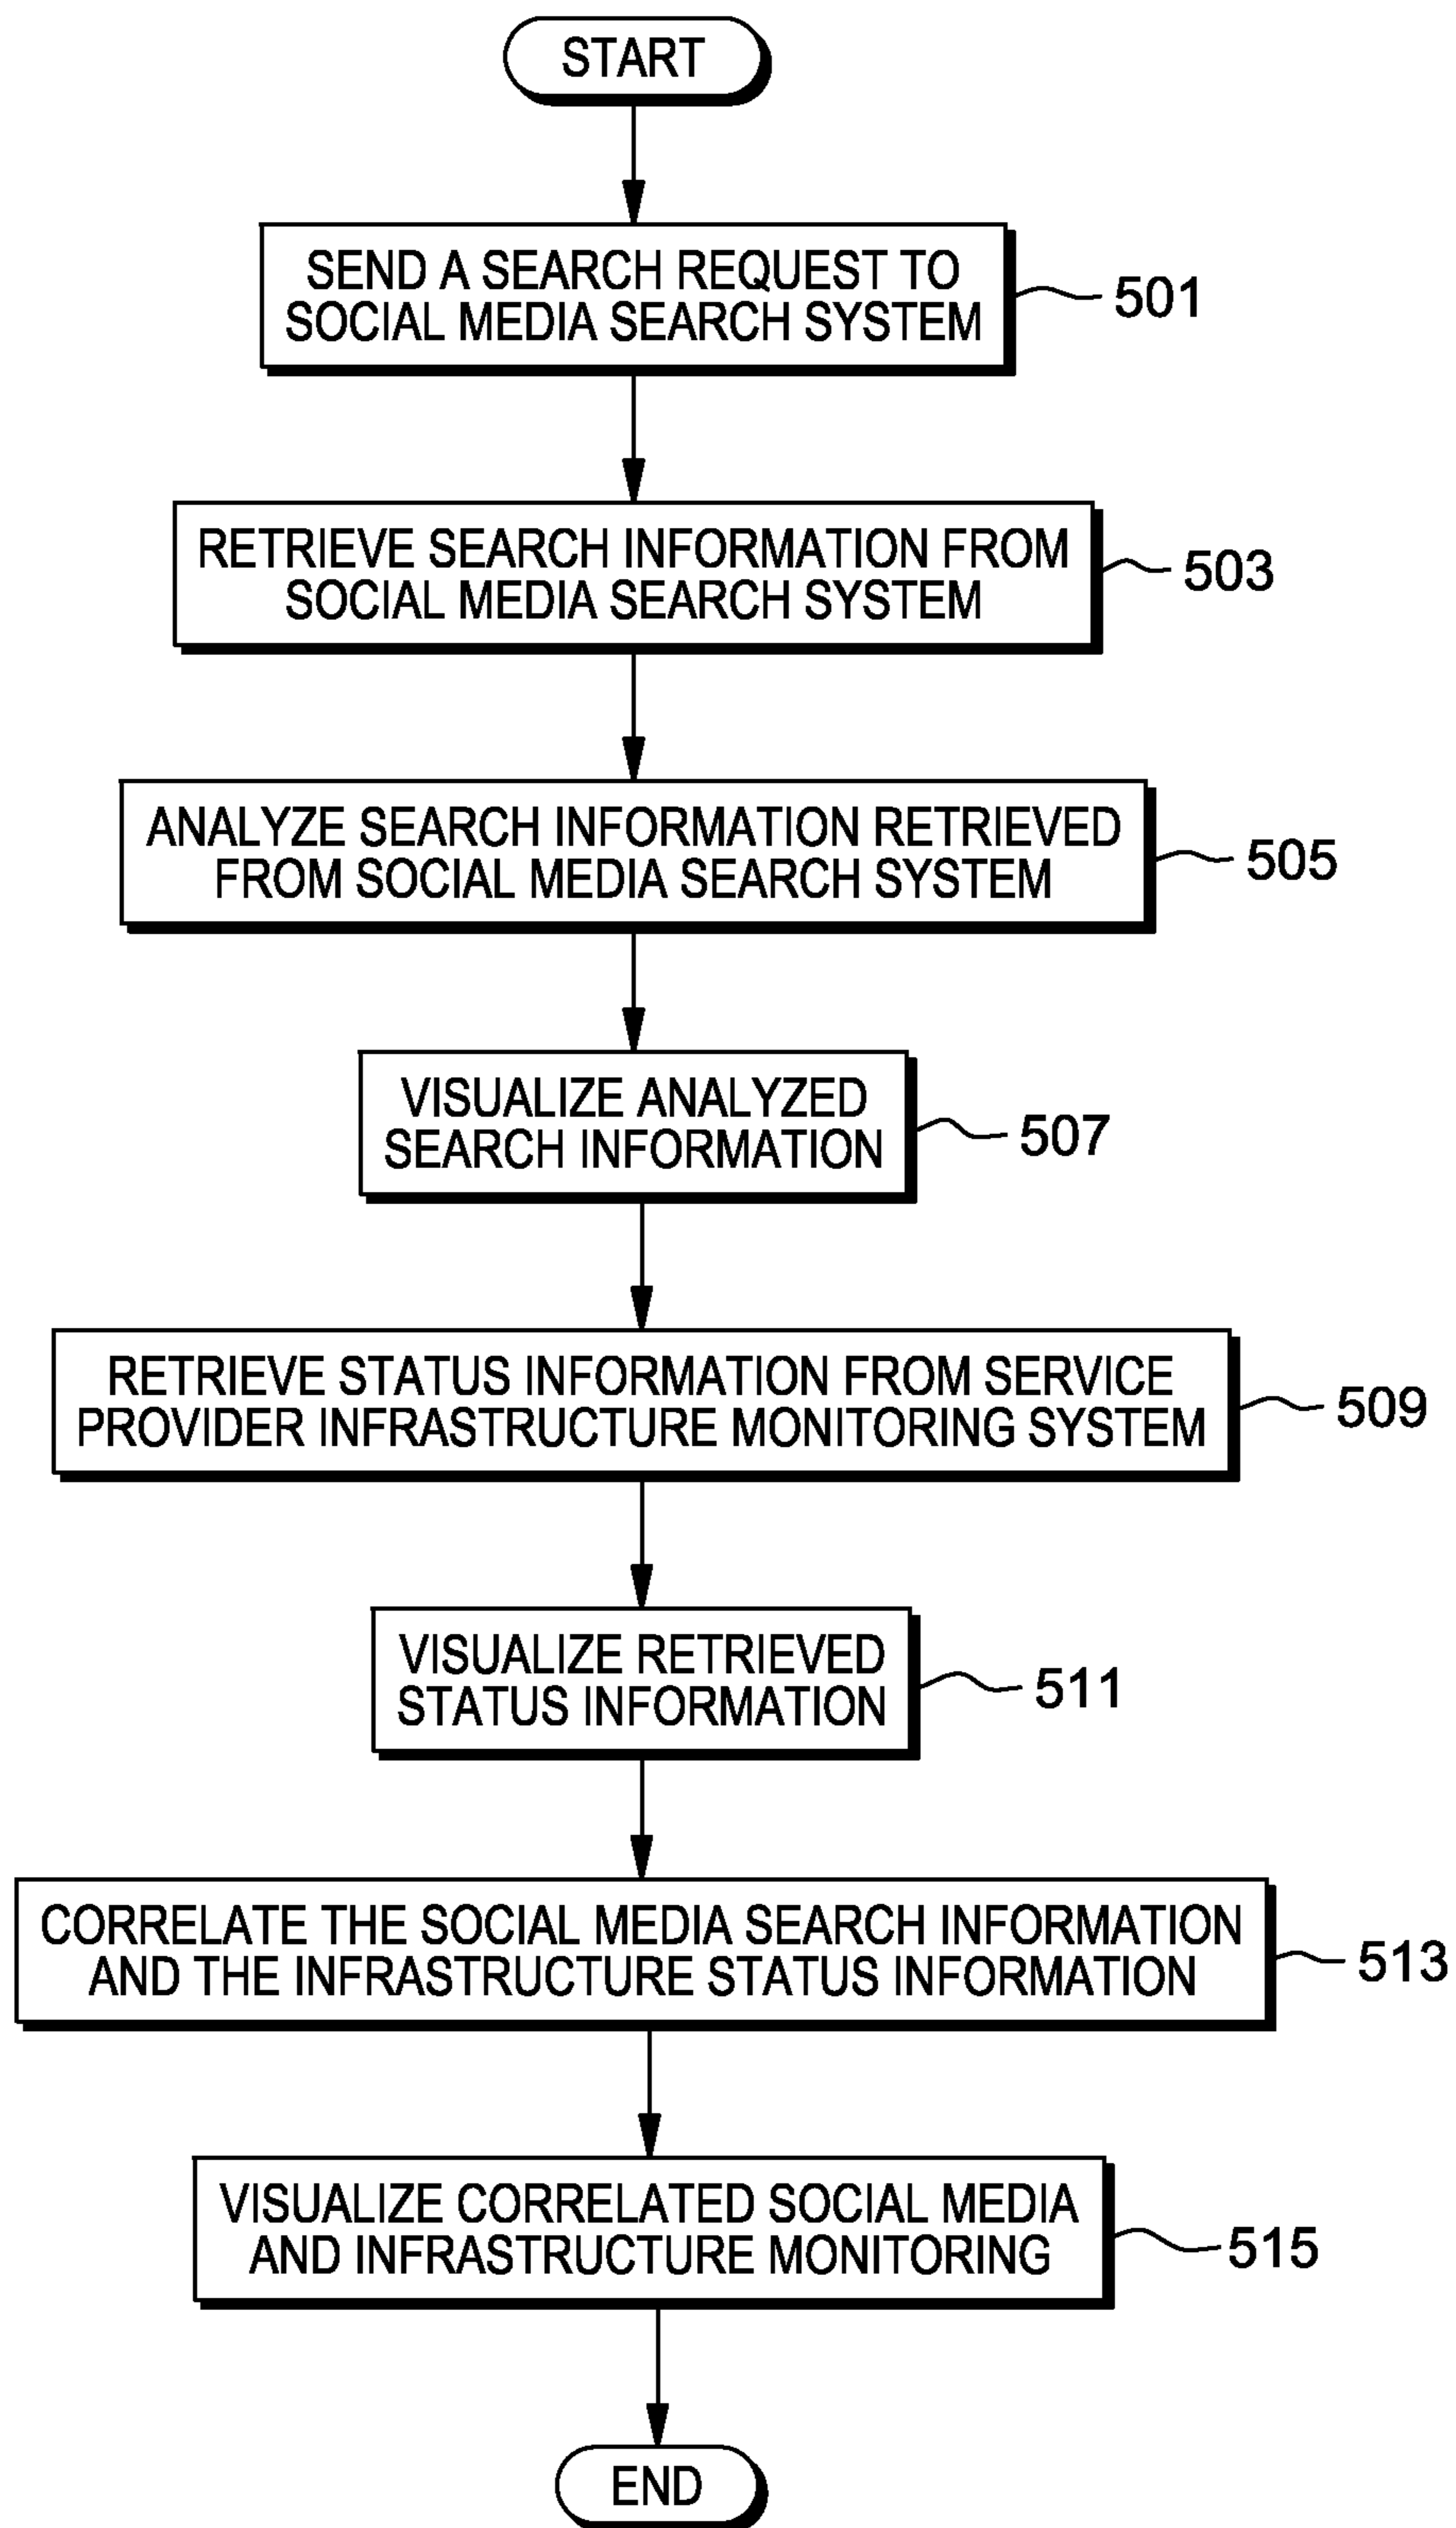 START
SEND A SEARCH REQUEST TO
SOCIAL MEDIA SEARCH SYSTEM
501
RETRIEVE SEARCH INFORMATION FROM
SOCIAL MEDIA SEARCH SYSTEM
503
ANALYZE SEARCH INFORMATION RETRIEVED
FROM SOCIAL MEDIA SEARCH SYSTEM
505
VISUALIZE ANALYZED
SEARCH INFORMATION
507
RETRIEVE STATUS INFORMATION FROM SERVICE
PROVIDER INFRASTRUCTURE MONITORING SYSTEM
509
VISUALIZE RETRIEVED
STATUS INFORMATION
511
CORRELATE THE SOCIAL MEDIA SEARCH INFORMATION
AND THE INFRASTRUCTURE STATUS INFORMATION
513
VISUALIZE CORRELATED SOCIAL MEDIA
AND INFRASTRUCTURE MONITORING
515
END